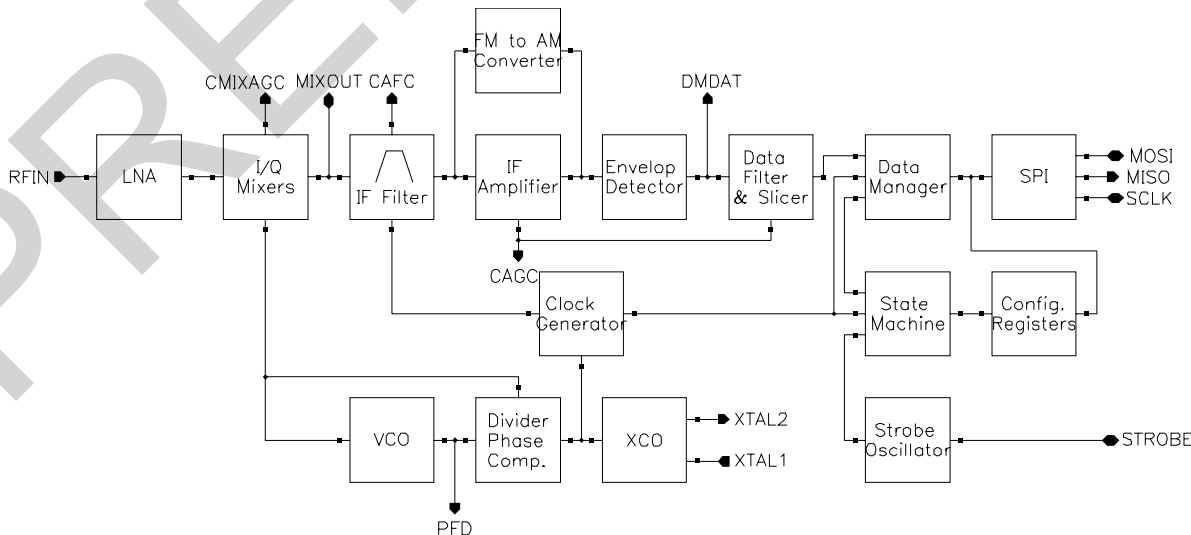 FM to AM
Converter
CMIXAGC
MIXOUT
CAFC
DMDAT
RFIN
LNA
I/Q
Mixers
IF Filter
IF
Amplifier
Envelop
Detector
Data
Filter
& Slicer
Data
Manager
SPI
MOSI
MISO
SCLK
CAGC
Clock
Generator
State
Machine
Config.
Registers
VCO
Divider
Phase
Comp.
XCO
XTAL2
XTAL1
Strobe
Oscillator
STROBE
PFD
PRE